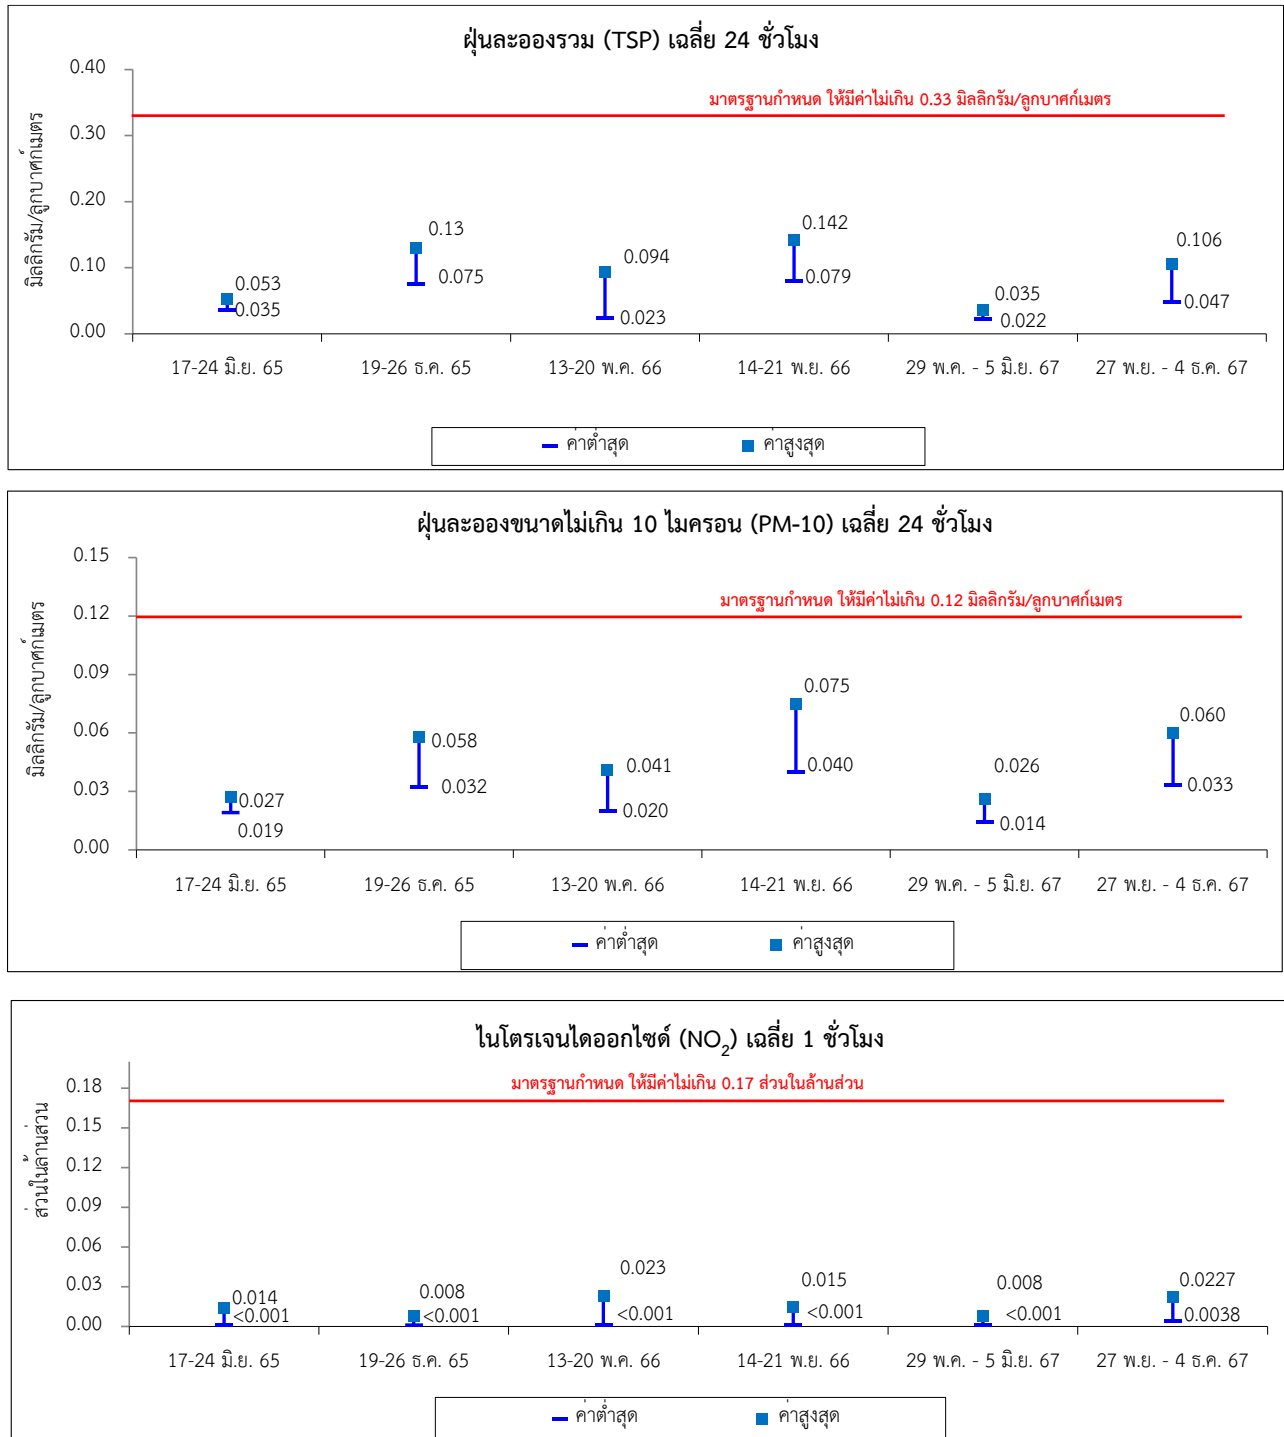 ฝุ่นละอองรวม (TSP) เฉลี่ย 24 ชั่วโมง
มิลลิกรัม/ลูกบาศก์เมตร
0.40
0.30
0.20
0.10
0.00
มาตรฐานกำหนด ให้มีค่าไม่เกิน 0.33 มิลลิกรัม/ลูกบาศก์เมตร
0.053
0.035
0.13
0.075
0.094
0.023
0.142
0.079
0.035
0.022
0.106
0.047
17-24 มิ.ย. 65
19-26 ธ.ค. 65
13-20 พ.ค. 66
14-21 พ.ย. 66
29 พ.ค. - 5 มิ.ย. 67
27 พ.ย. - 4 ธ.ค. 67
ค่าต่ำสุด
ค่าสูงสุด
ฝุ่นละอองขนาดไม่เกิน 10 ไมครอน (PM-10) เฉลี่ย 24 ชั่วโมง
มิลลิกรัม/ลูกบาศก์เมตร
0.15
0.12
0.09
0.06
0.03
0.00
มาตรฐานกำหนด ให้มีค่าไม่เกิน 0.12 มิลลิกรัม/ลูกบาศก์เมตร
0.027
0.019
0.058
0.032
0.041
0.020
0.075
0.040
0.026
0.014
0.060
0.033
17-24 มิ.ย. 65
19-26 ธ.ค. 65
13-20 พ.ค. 66
14-21 พ.ย. 66
29 พ.ค. - 5 มิ.ย. 67
27 พ.ย. - 4 ธ.ค. 67
ค่าต่ำสุด
ค่าสูงสุด
ไนโตรเจนไดออกไซด์ (NO₂) เฉลี่ย 1 ชั่วโมง
ส่วนในล้านส่วน
0.18
0.15
0.12
0.09
0.06
0.03
0.00
มาตรฐานกำหนด ให้มีค่าไม่เกิน 0.17 ส่วนในล้านส่วน
0.014
<0.001
0.008
<0.001
0.023
<0.001
0.015
<0.001
0.008
<0.001
0.0227
0.0038
17-24 มิ.ย. 65
19-26 ธ.ค. 65
13-20 พ.ค. 66
14-21 พ.ย. 66
29 พ.ค. - 5 มิ.ย. 67
27 พ.ย. - 4 ธ.ค. 67
ค่าต่ำสุด
ค่าสูงสุด